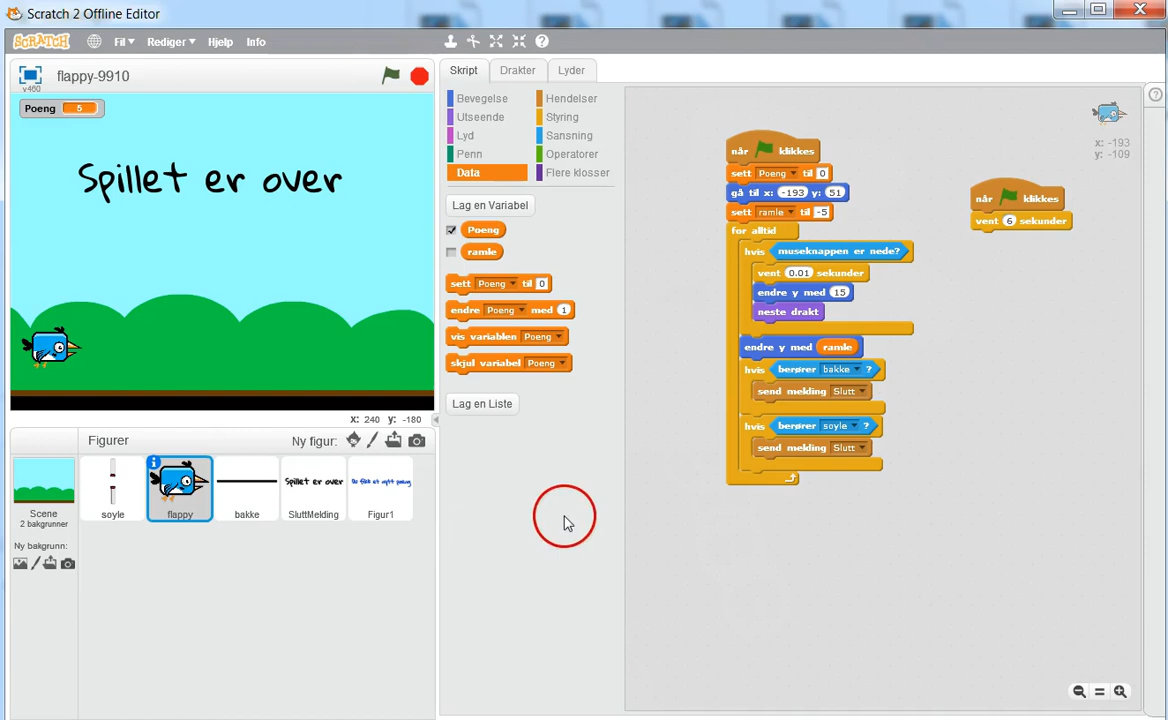 Scratch 2 Offline Editor
SCRATCH Fil Rediger Hjelp Info
v460 flappy-9910
Poeng 5
Spillet er over
x: 240 y: -180
Figurer Ny figur:
Scene
2 bakgrunner
Ny bakgrunn:
soyle
flappy
bakke
Spillet er over
SluttMelding
Du fikk et nytt poeng
Figur1
Skript Drakter Lyder
Bevegelse Hendelser
Utseende Styring
Lyd Sansning
Penn Operatorer
Data Flere klosser
Lag en Variabel
Poeng
ramle
sett Poeng til 0
endre Poeng med 1
vis variablen Poeng
skjul variabel Poeng
Lag en Liste
når klikkes
sett Poeng til 0
gå til x: -193 y: 51
sett ramle til -5
for alltid
hvis museknappen er nede?
vent 0.01 sekunder
endre y med 15
neste drakt
endre y med ramle
hvis berører bakke ?
send melding Slutt
hvis berører soyle ?
send melding Slutt
når klikkes
vent 6 sekunder
x: -193
y: -109